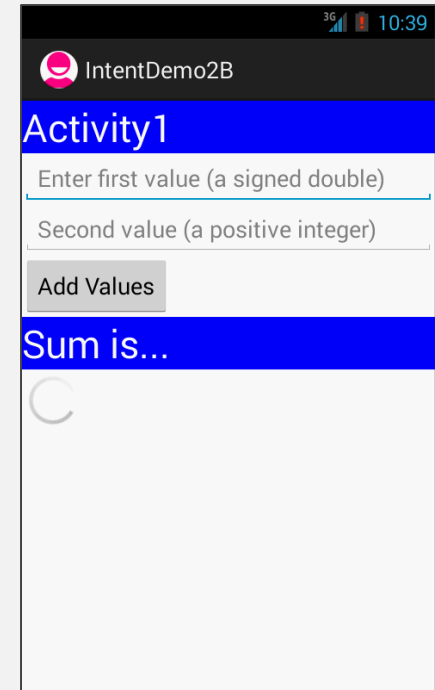 3G 10:39
IntentDemo2B
Activity1
Enter first value (a signed double)
Second value (a positive integer)
Add Values
Sum is...